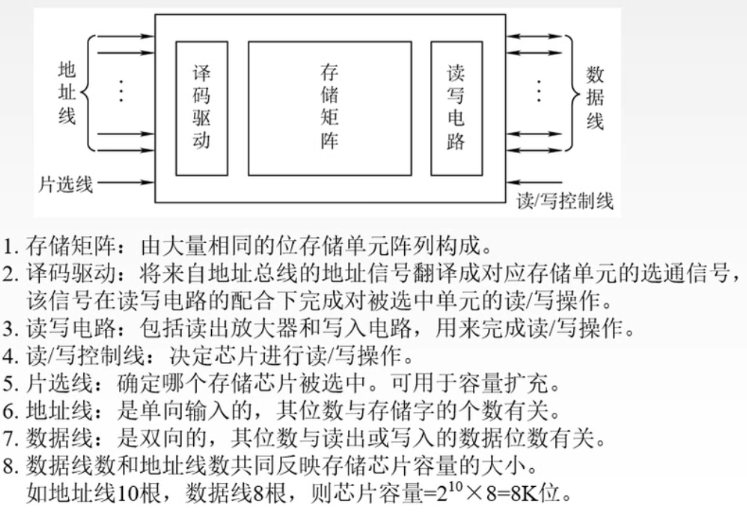 地址线
译码驱动
存储矩阵
读写电路
数据线
片选线
读/写控制线
1. 存储矩阵：由大量相同的位存储单元阵列构成。
2. 译码驱动：将来自地址总线的地址信号翻译成对应存储单元的选通信号，
该信号在读写电路的配合下完成对被选中单元的读/写操作。
3. 读写电路：包括读出放大器和写入电路，用来完成读/写操作。
4. 读/写控制线：决定芯片进行读/写操作。
5. 片选线：确定哪个存储芯片被选中。可用于容量扩充。
6. 地址线：是单向输入的，其位数与存储字的个数有关。
7. 数据线：是双向的，其位数与读出或写入的数据位数有关。
8. 数据线数和地址线数共同反映存储芯片容量的大小。
如地址线10根，数据线8根，则芯片容量=2¹⁰×8=8K位。